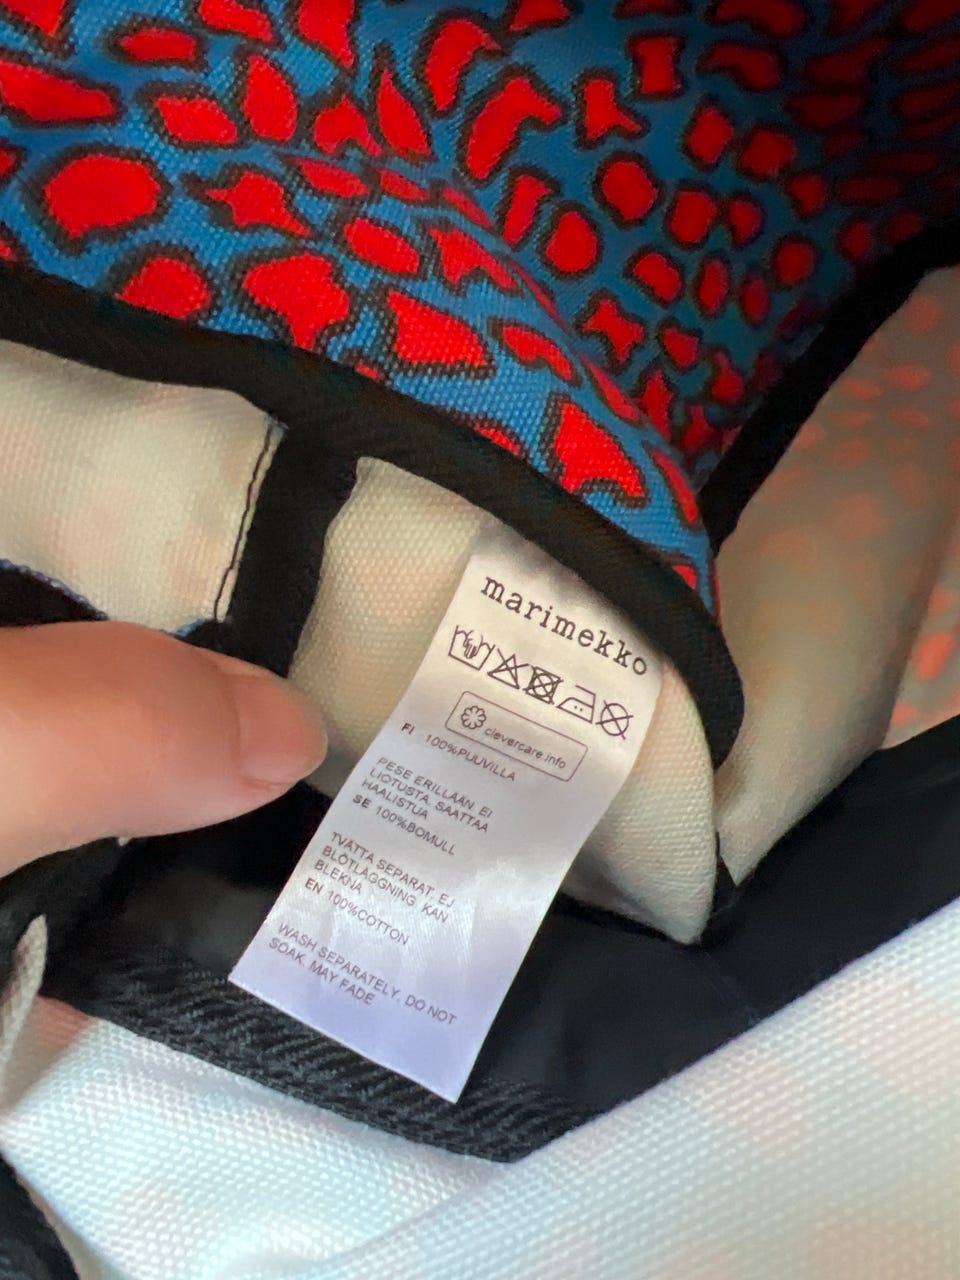 marimekko
clevercare.info
FI 100%PUUVILLA
PESE ERILLÄÄN. EI
LIOTUSTA. SAATTAA
HAALISTUA
SE 100%BOMULL
TVÄTTA SEPARAT. EJ
BLÖTLÄGGNING. KAN
BLEKNA
EN 100%COTTON
WASH SEPARATELY. DO NOT
SOAK. MAY FADE